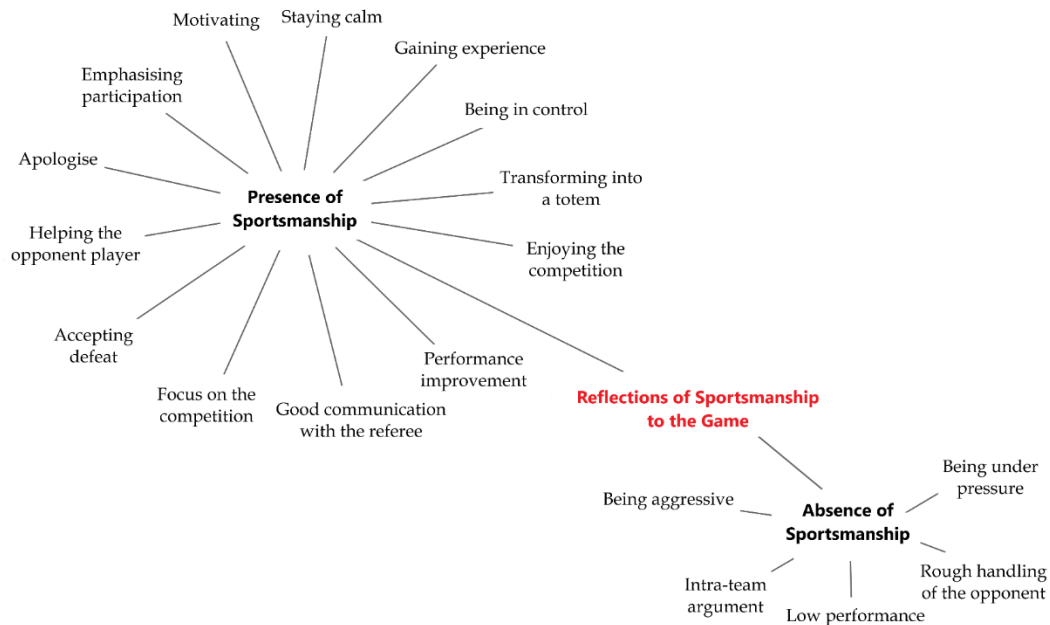 Motivating
Staying calm
Gaining experience
Emphasising
participation
Being in control
Apologise
Transforming into
a totem
Presence of
Sportsmanship
Helping the
opponent player
Enjoying the
competition
Accepting
defeat
Performance
improvement
Focus on the
competition
Good communication
with the referee
Reflections of Sportsmanship
to the Game
Being under
pressure
Being aggressive
Absence of
Sportsmanship
Rough handling
of the opponent
Intra-team
argument
Low performance